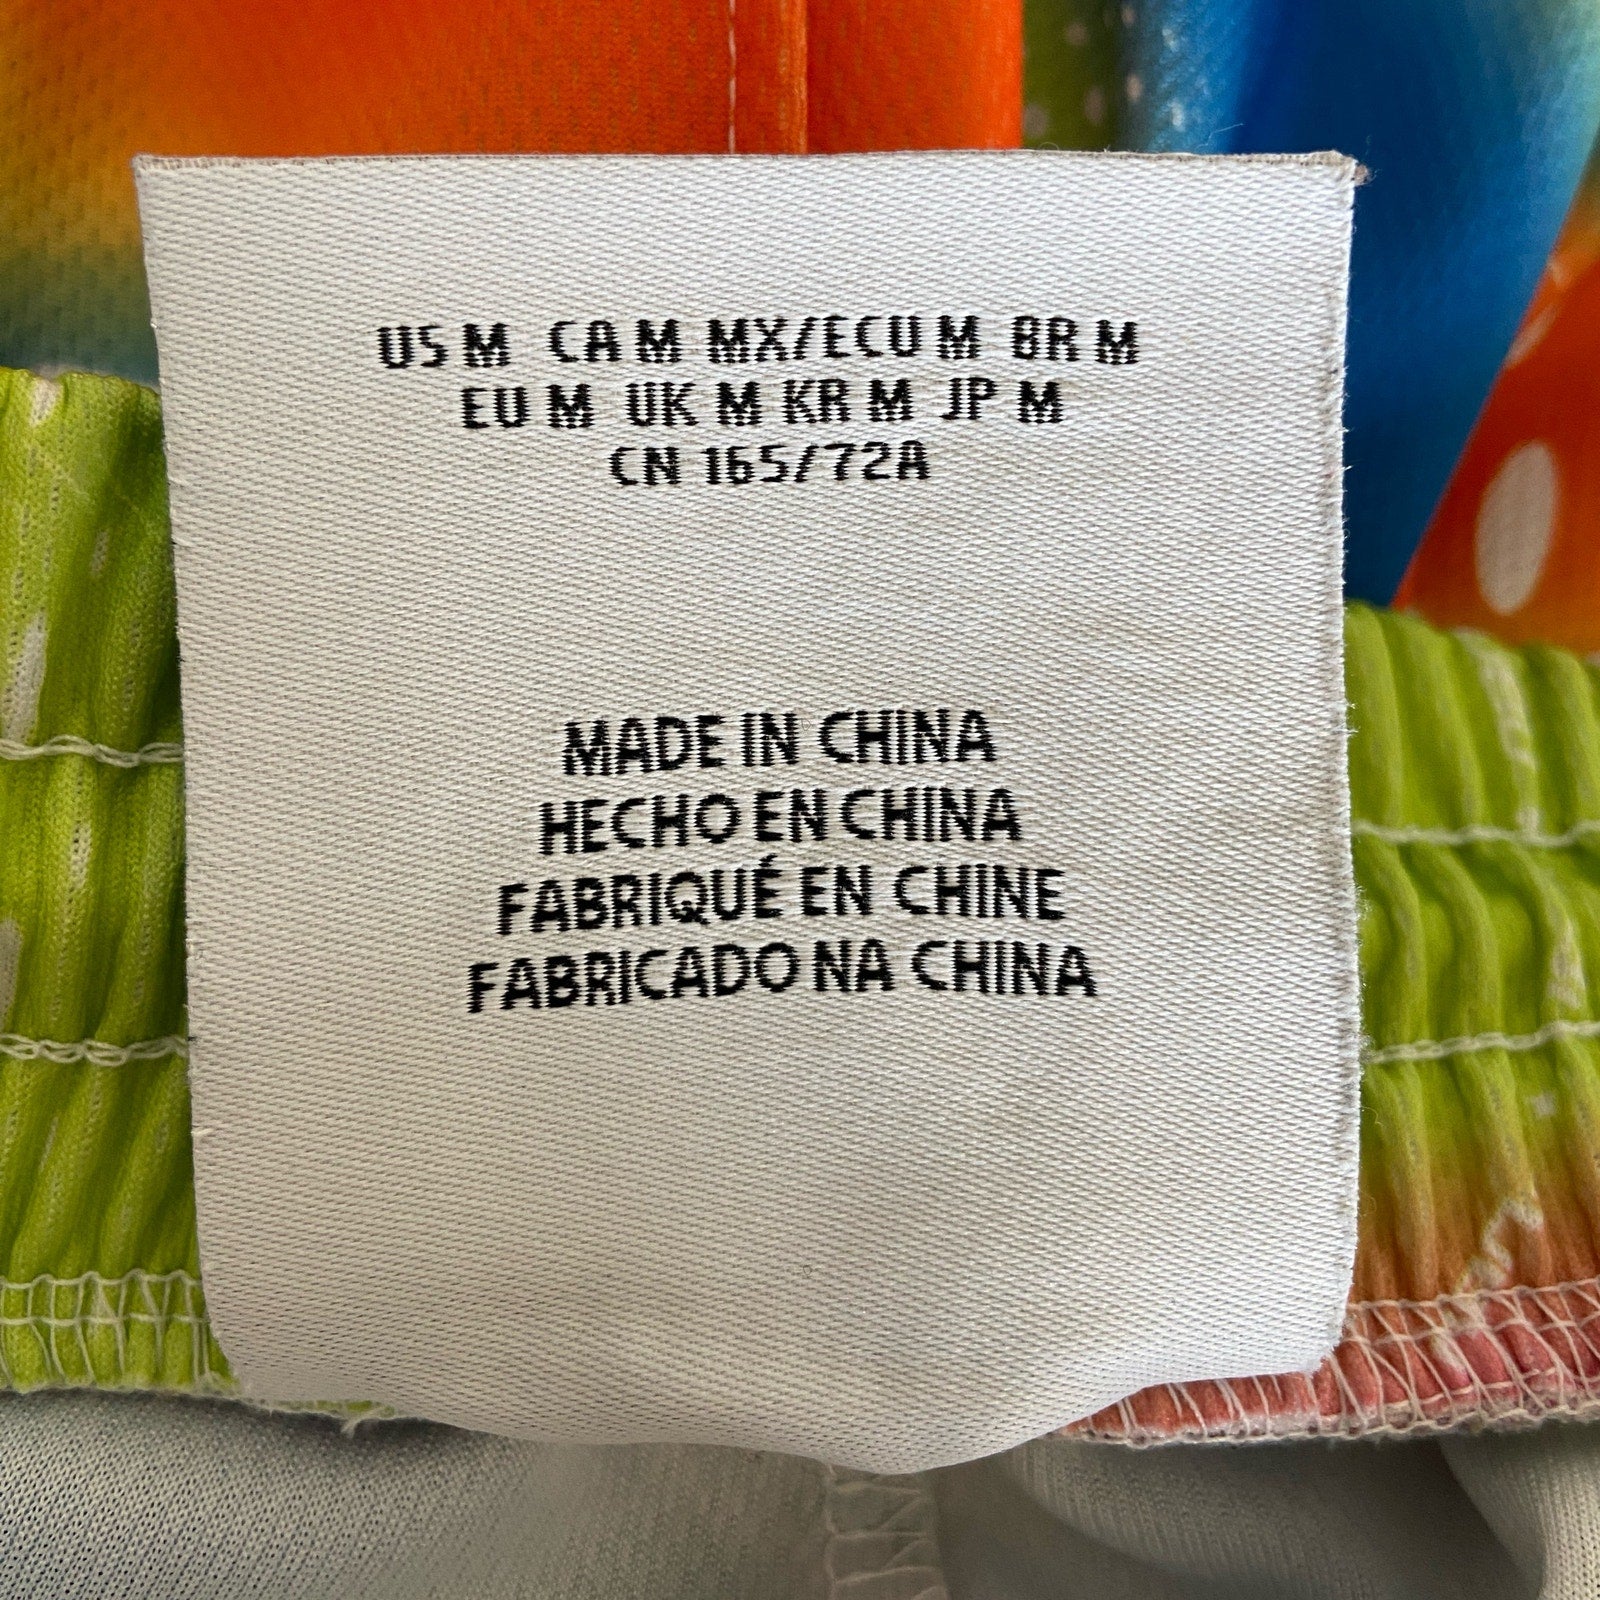 US M CA M MX/ECU M BR M
EU M UK M KR M JP M
CN 165/72A
MADE IN CHINA
HECHO EN CHINA
FABRIQUÉ EN CHINE
FABRICADO NA CHINA